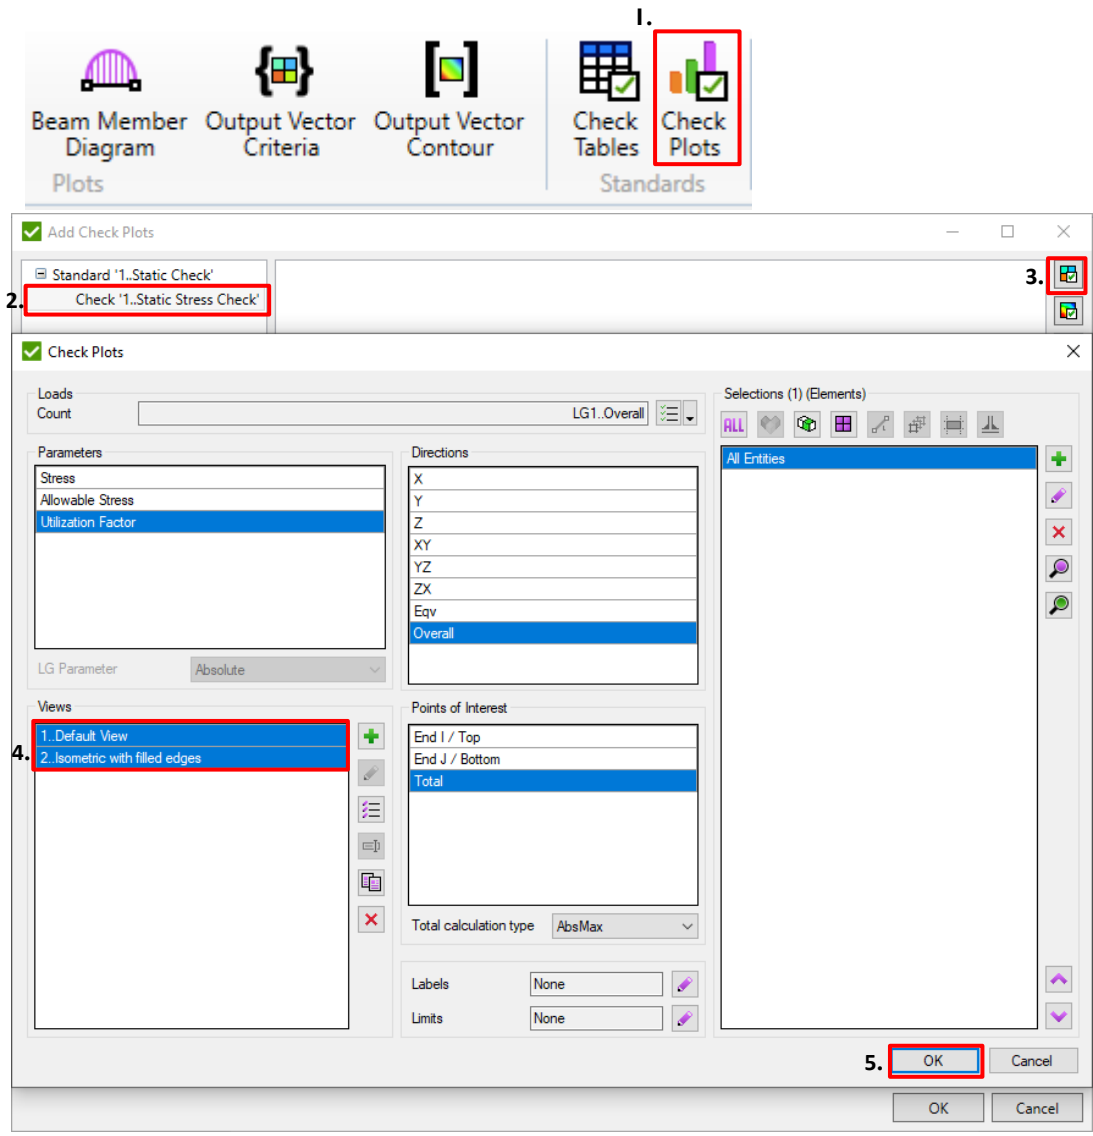 1.
Beam Member Diagram
Output Vector Criteria
Output Vector Contour
Check Tables
Check Plots
Plots
Standards
Add Check Plots
Standard '1..Static Check'
2.
Check '1..Static Stress Check'
3.
Check Plots
Loads
Count
LG1..Overall
Selections (1) (Elements)
ALL
All Entities
Parameters
Stress
Allowable Stress
Utilization Factor
LG Parameter
Absolute
Directions
X
Y
Z
XY
YZ
ZX
Eqv
Overall
Views
4.
1..Default View
2..Isometric with filled edges
Points of Interest
End I / Top
End J / Bottom
Total
Total calculation type
AbsMax
Labels
None
Limits
None
5.
OK
Cancel
OK
Cancel